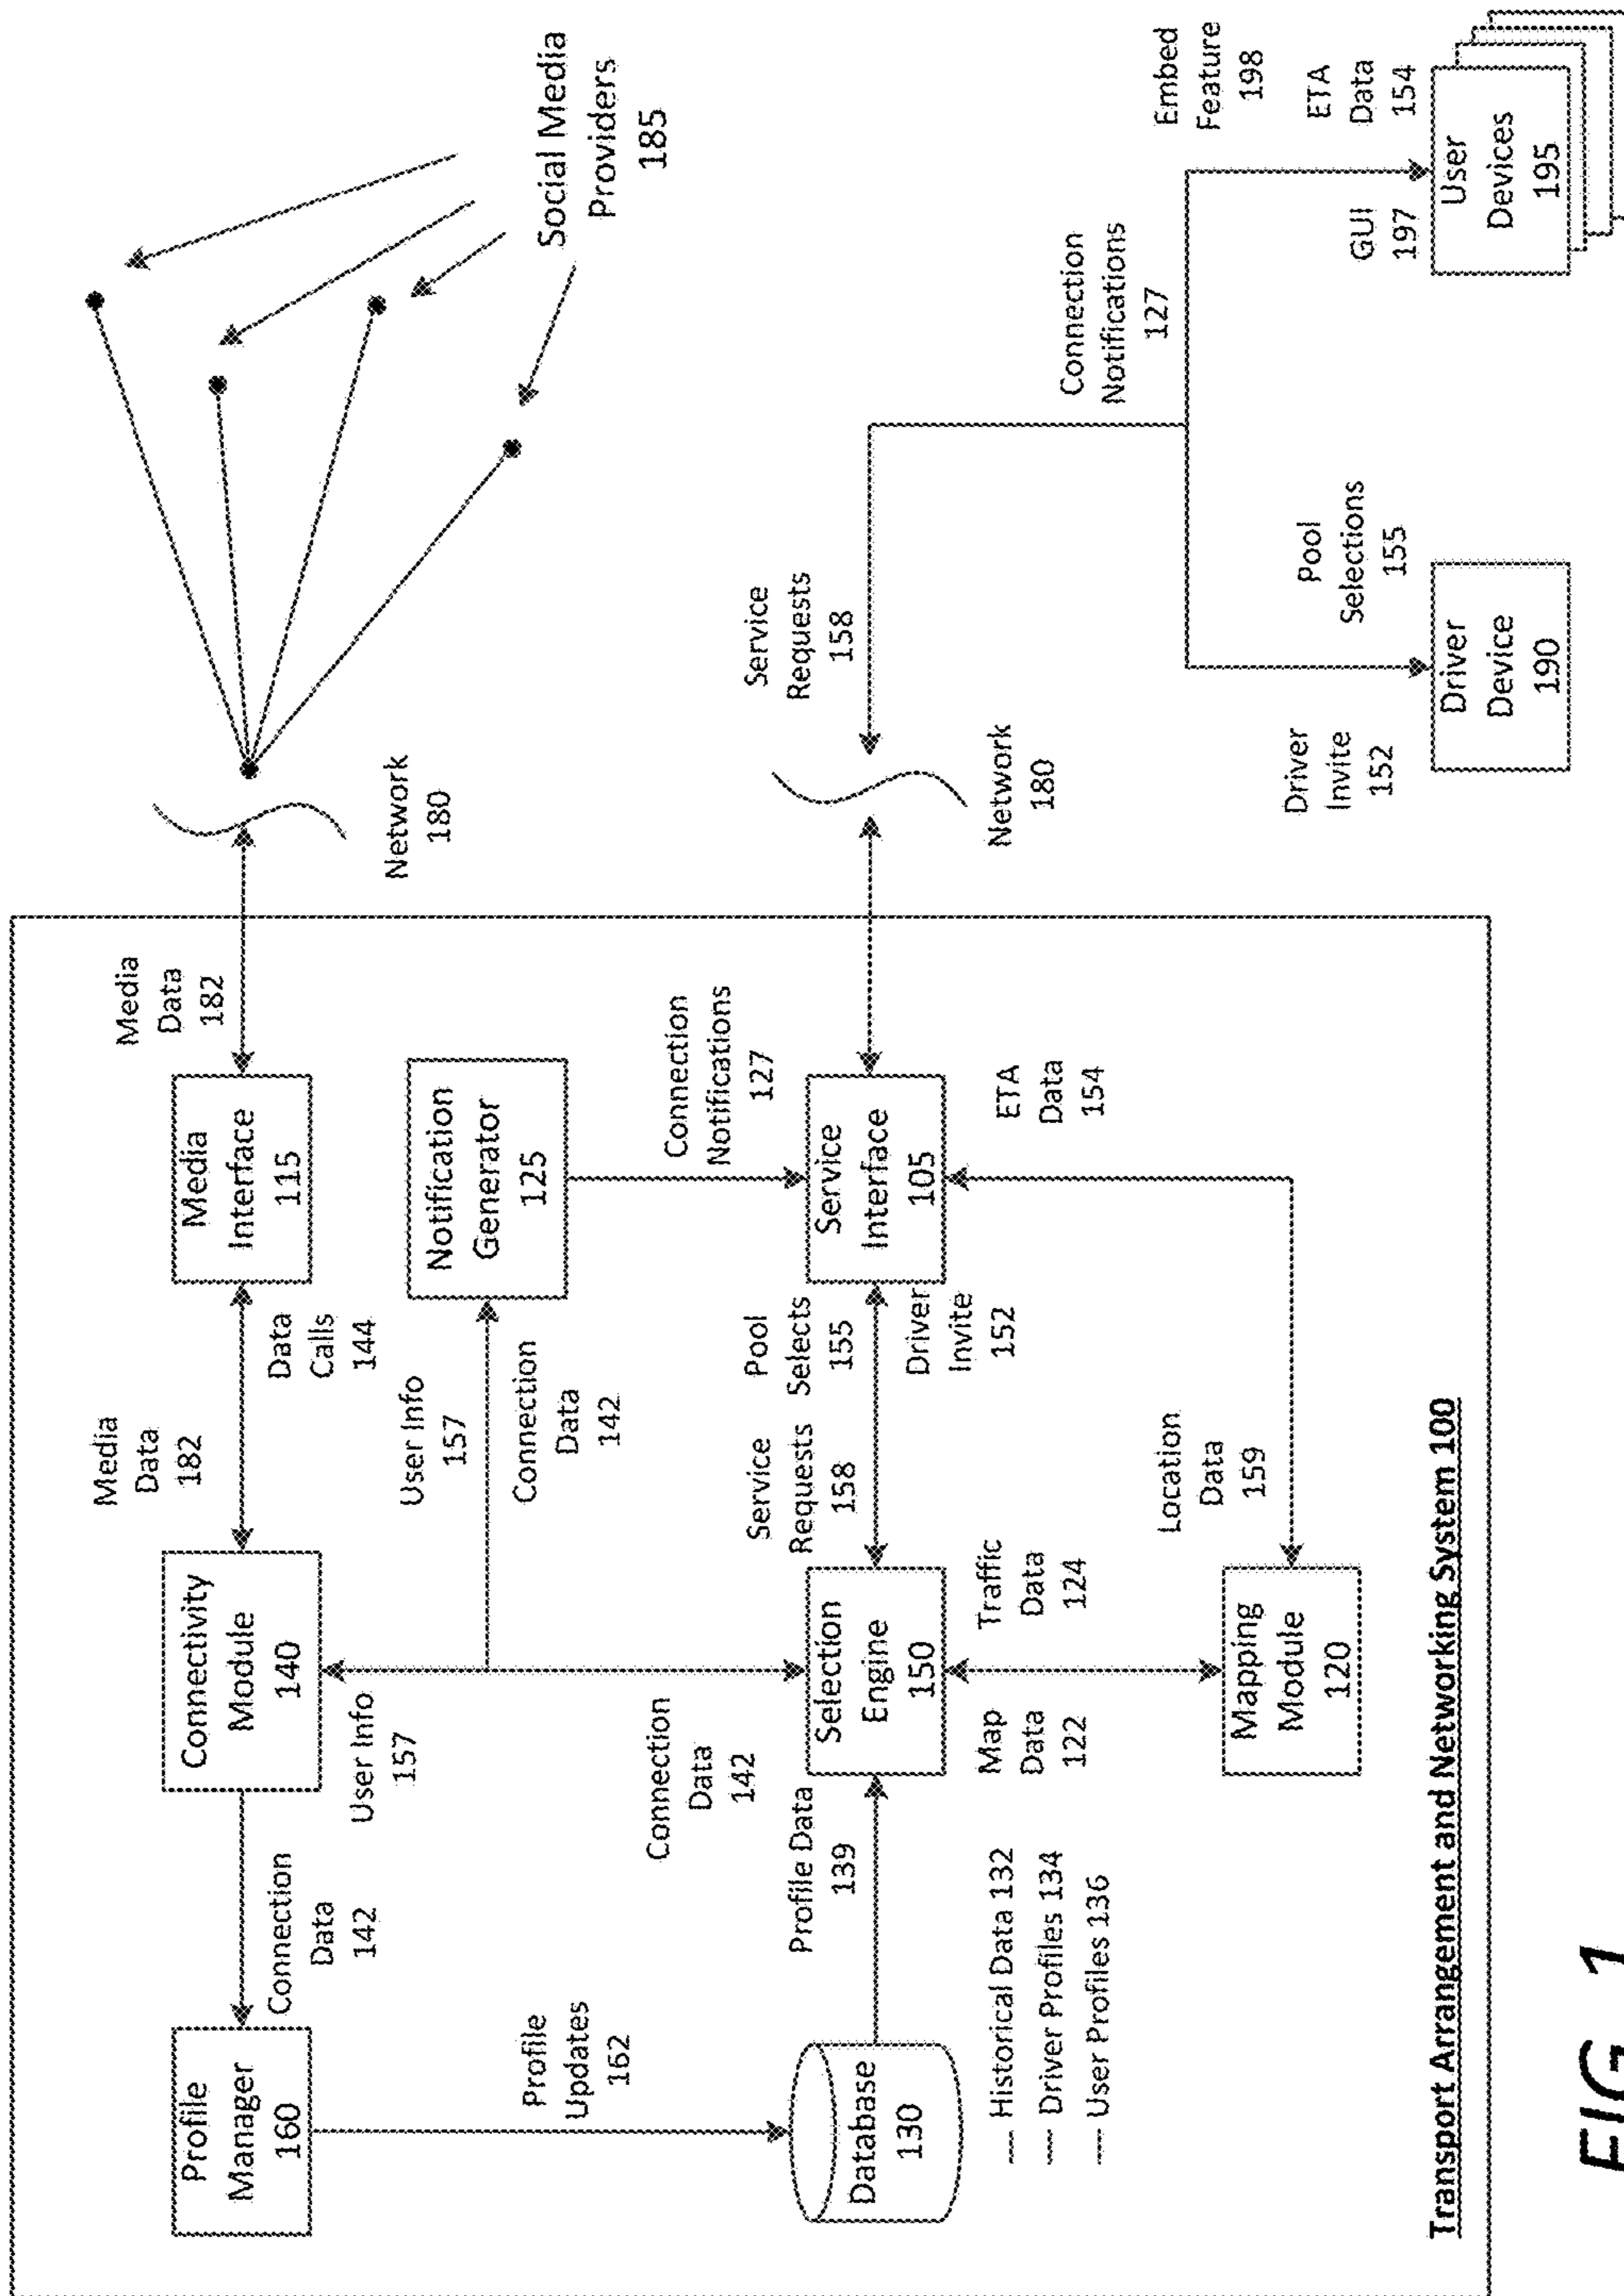 Profile
Manager
160
Connection
Data
142
Connectivity
Module
140
Media
Data
182
Data
Calls
144
Media
Interface
115
Media
Data
182
Network
180
Social Media
Providers
185
User Info
157
User Info
157
Connection
Data
142
Notification
Generator
125
Profile
Updates
162
Connection
Data
142
Connection
Notifications
127
Database
130
Profile Data
139
Selection
Engine
150
Service
Requests
158
Pool
Selects
155
Driver
Invite
152
Service
Interface
105
Service
Requests
158
Network
180
Connection
Notifications
127
— Historical Data 132
— Driver Profiles 134
— User Profiles 136
Map
Data
122
Traffic
Data
124
ETA
Data
154
Mapping
Module
120
Location
Data
159
Driver
Invite
152
Pool
Selections
155
Driver
Device
190
GUI
197
Embed
Feature
198
ETA
Data
154
User
Devices
195
Transport Arrangement and Networking System 100
FIG. 1